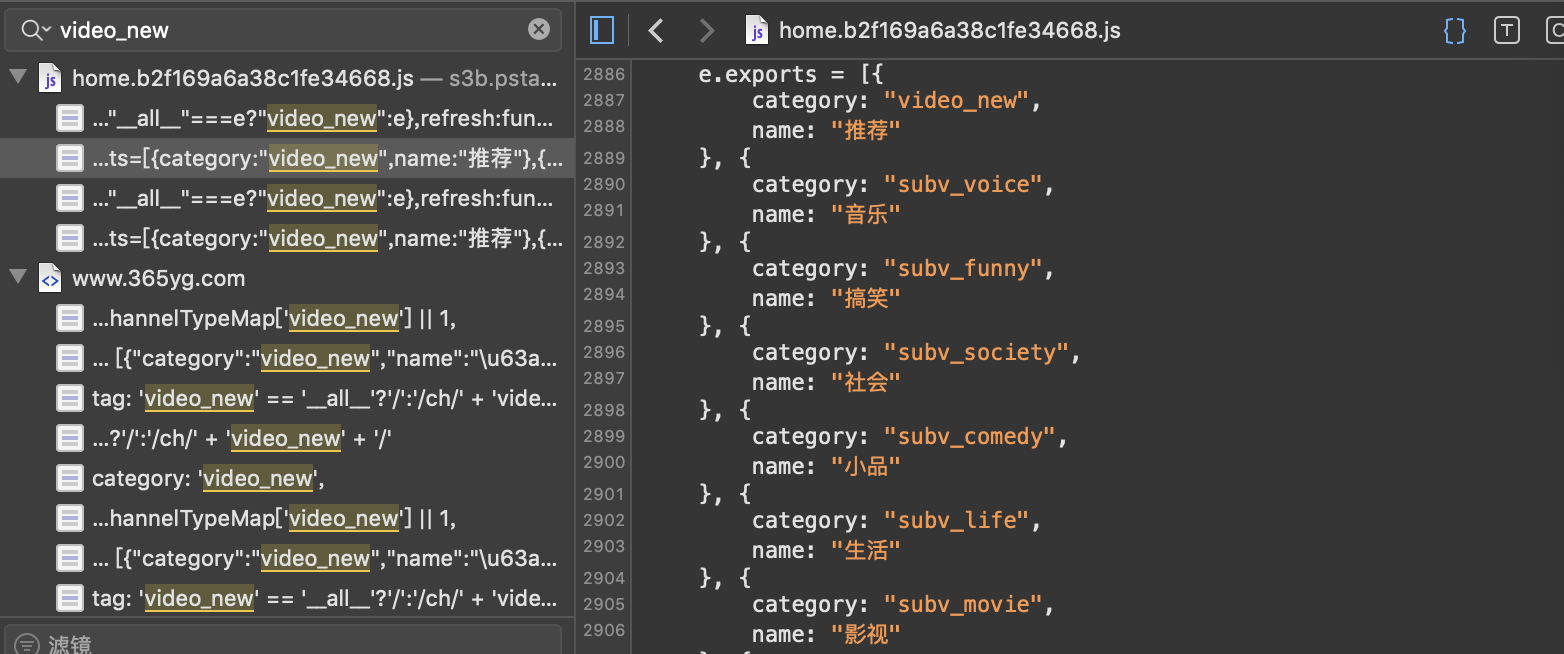 video_new
home.b2f169a6a38c1fe34668.js — s3b.psta...
..."__all__"===e?"video_new":e},refresh:fun...
...ts=[{category:"video_new",name:"推荐"},{...
..."__all__"===e?"video_new":e},refresh:fun...
...ts=[{category:"video_new",name:"推荐"},{...
www.365yg.com
...hannelTypeMap['video_new'] || 1,
... [{"category":"video_new","name":"\u63a...
tag: 'video_new' == '__all__'?'/':'/ch/' + 'vide...
...?'/':'/ch/' + 'video_new' + '/'
category: 'video_new',
...hannelTypeMap['video_new'] || 1,
... [{"category":"video_new","name":"\u63a...
tag: 'video_new' == '__all__'?'/':'/ch/' + 'vide...
滤镜
home.b2f169a6a38c1fe34668.js
{} T
2886 e.exports = [{
2887 category: "video_new",
2888 name: "推荐"
2889 }, {
2890 category: "subv_voice",
2891 name: "音乐"
2892 }, {
2893 category: "subv_funny",
2894 name: "搞笑"
2895 }, {
2896 category: "subv_society",
2897 name: "社会"
2898 }, {
2899 category: "subv_comedy",
2900 name: "小品"
2901 }, {
2902 category: "subv_life",
2903 name: "生活"
2904 }, {
2905 category: "subv_movie",
2906 name: "影视"